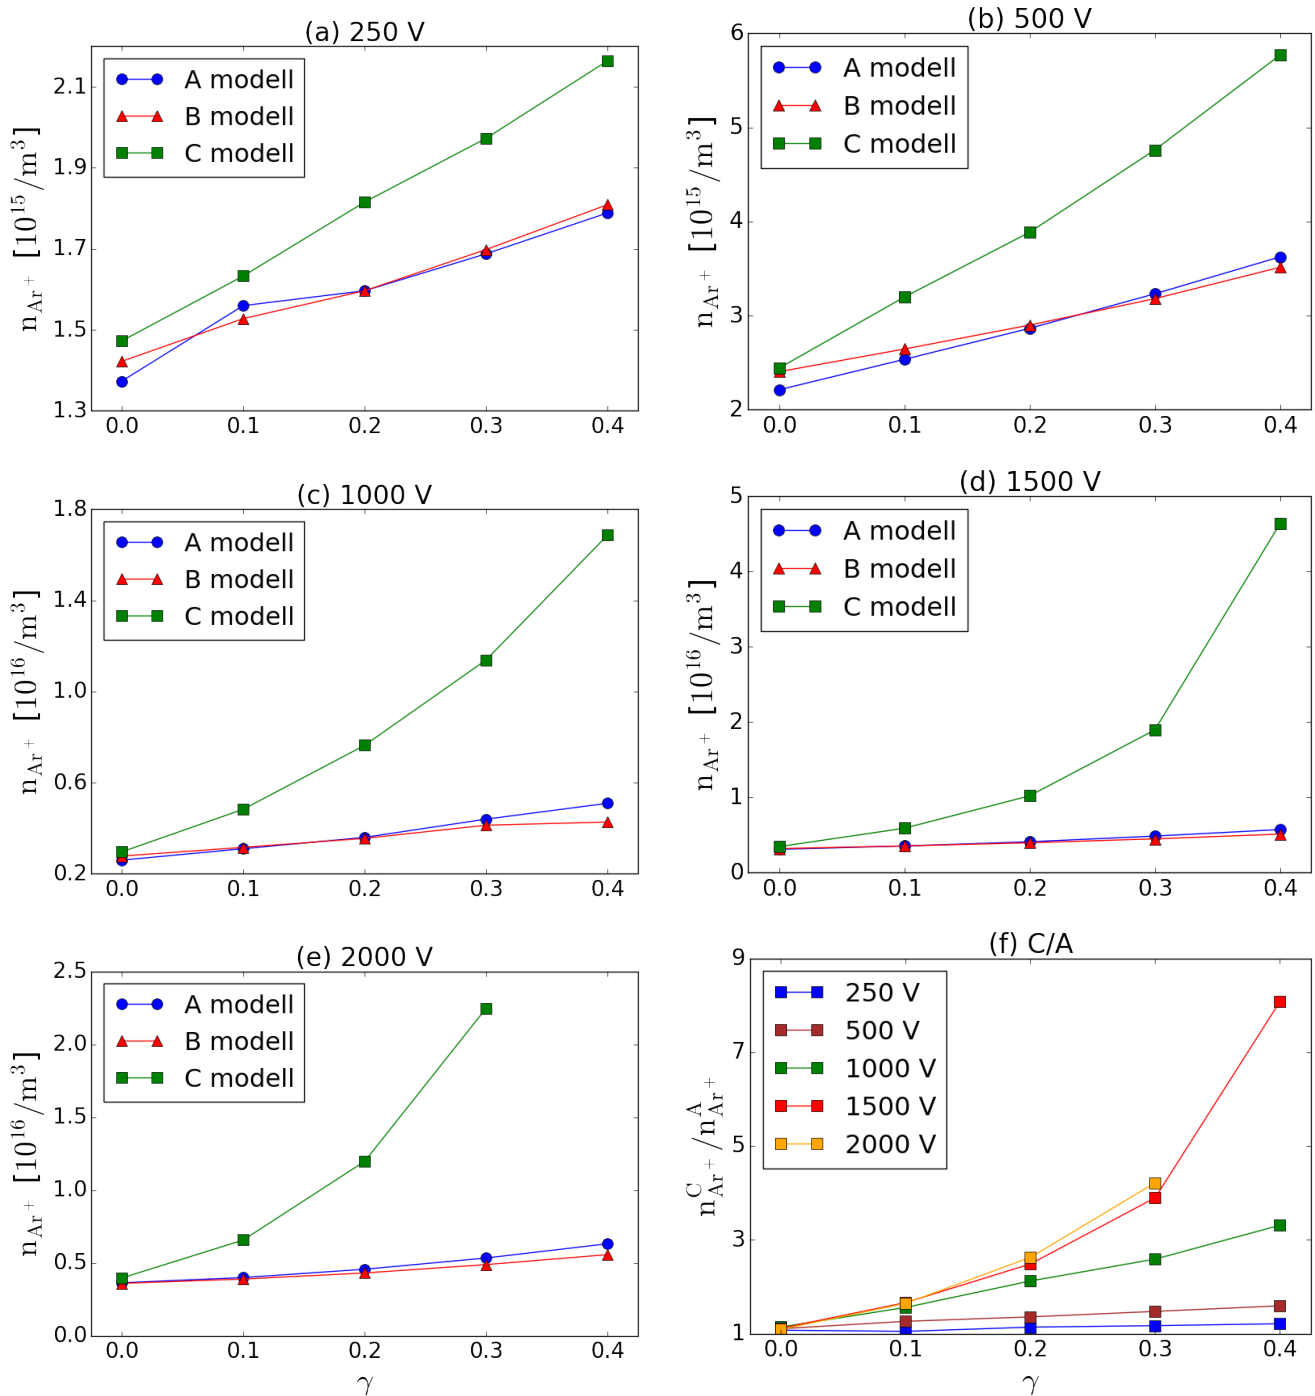 (a) 250 V
2.1
1.9
1.7
1.5
1.3
n_{Ar^+} [10^{15}/m^3]
A modell
B modell
C modell
0.0 0.1 0.2 0.3 0.4
(b) 500 V
6
5
4
3
2
n_{Ar^+} [10^{15}/m^3]
A modell
B modell
C modell
0.0 0.1 0.2 0.3 0.4
(c) 1000 V
1.8
1.4
1.0
0.6
0.2
n_{Ar^+} [10^{16}/m^3]
A modell
B modell
C modell
0.0 0.1 0.2 0.3 0.4
(d) 1500 V
5
4
3
2
1
0
n_{Ar^+} [10^{16}/m^3]
A modell
B modell
C modell
0.0 0.1 0.2 0.3 0.4
(e) 2000 V
2.5
2.0
1.5
1.0
0.5
0.0
n_{Ar^+} [10^{16}/m^3]
A modell
B modell
C modell
0.0 0.1 0.2 0.3 0.4
γ
(f) C/A
9
7
5
3
1
n^C_{Ar^+}/n^A_{Ar^+}
250 V
500 V
1000 V
1500 V
2000 V
0.0 0.1 0.2 0.3 0.4
γ